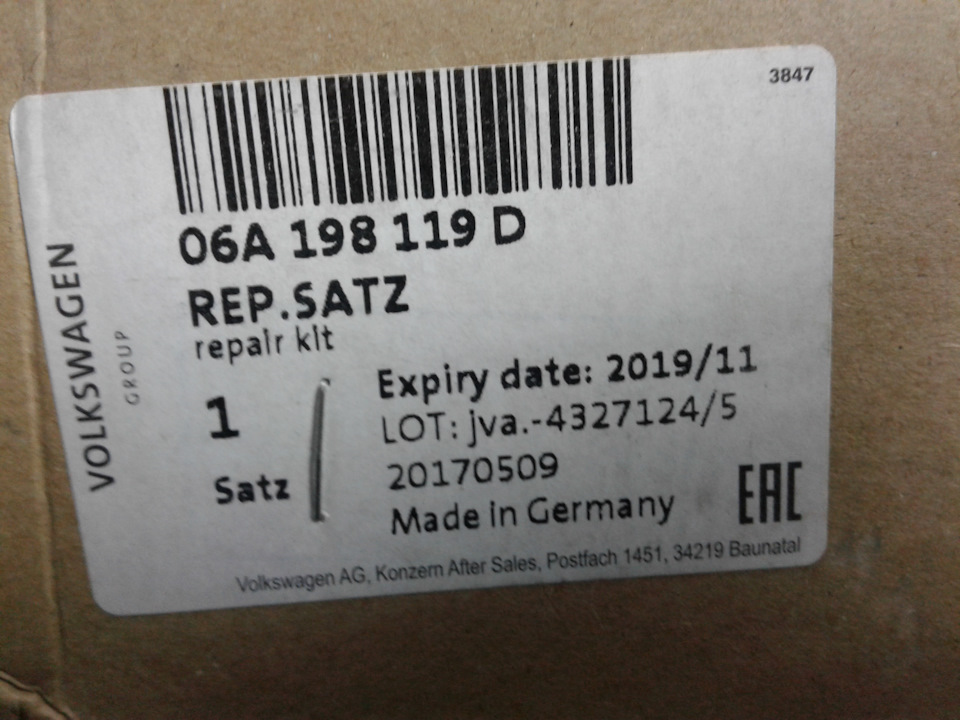 3847
VOLKSWAGEN
GROUP
06A 198 119 D
REP.SATZ
repair kit
1
Satz
Expiry date: 2019/11
LOT: jva.-4327124/5
20170509
Made in Germany
EAC
Volkswagen AG, Konzern After Sales, Postfach 1451, 34219 Baunatal